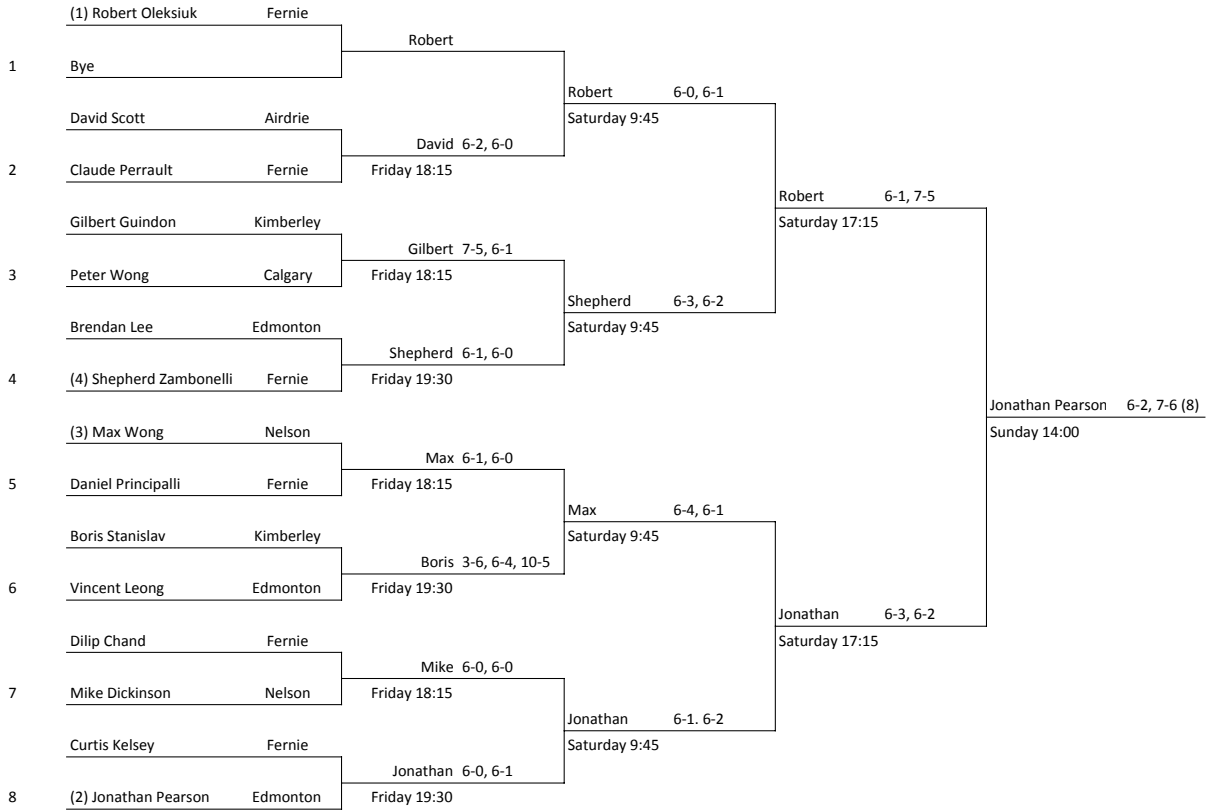 (1) Robert Oleksiuk Fernie
Robert
1 Bye
Robert 6-0, 6-1
David Scott Airdrie Saturday 9:45
David 6-2, 6-0
2 Claude Perrault Fernie Friday 18:15
Robert 6-1, 7-5
Gilbert Guindon Kimberley Saturday 17:15
Gilbert 7-5, 6-1
3 Peter Wong Calgary Friday 18:15
Shepherd 6-3, 6-2
Brendan Lee Edmonton Saturday 9:45
Shepherd 6-1, 6-0
4 (4) Shepherd Zambonelli Fernie Friday 19:30
Jonathan Pearson 6-2, 7-6 (8)
(3) Max Wong Nelson Sunday 14:00
Max 6-1, 6-0
5 Daniel Principalli Fernie Friday 18:15
Max 6-4, 6-1
Boris Stanislav Kimberley Saturday 9:45
Boris 3-6, 6-4, 10-5
6 Vincent Leong Edmonton Friday 19:30
Jonathan 6-3, 6-2
Dilip Chand Fernie Saturday 17:15
Mike 6-0, 6-0
7 Mike Dickinson Nelson Friday 18:15
Jonathan 6-1. 6-2
Curtis Kelsey Fernie Saturday 9:45
Jonathan 6-0, 6-1
8 (2) Jonathan Pearson Edmonton Friday 19:30